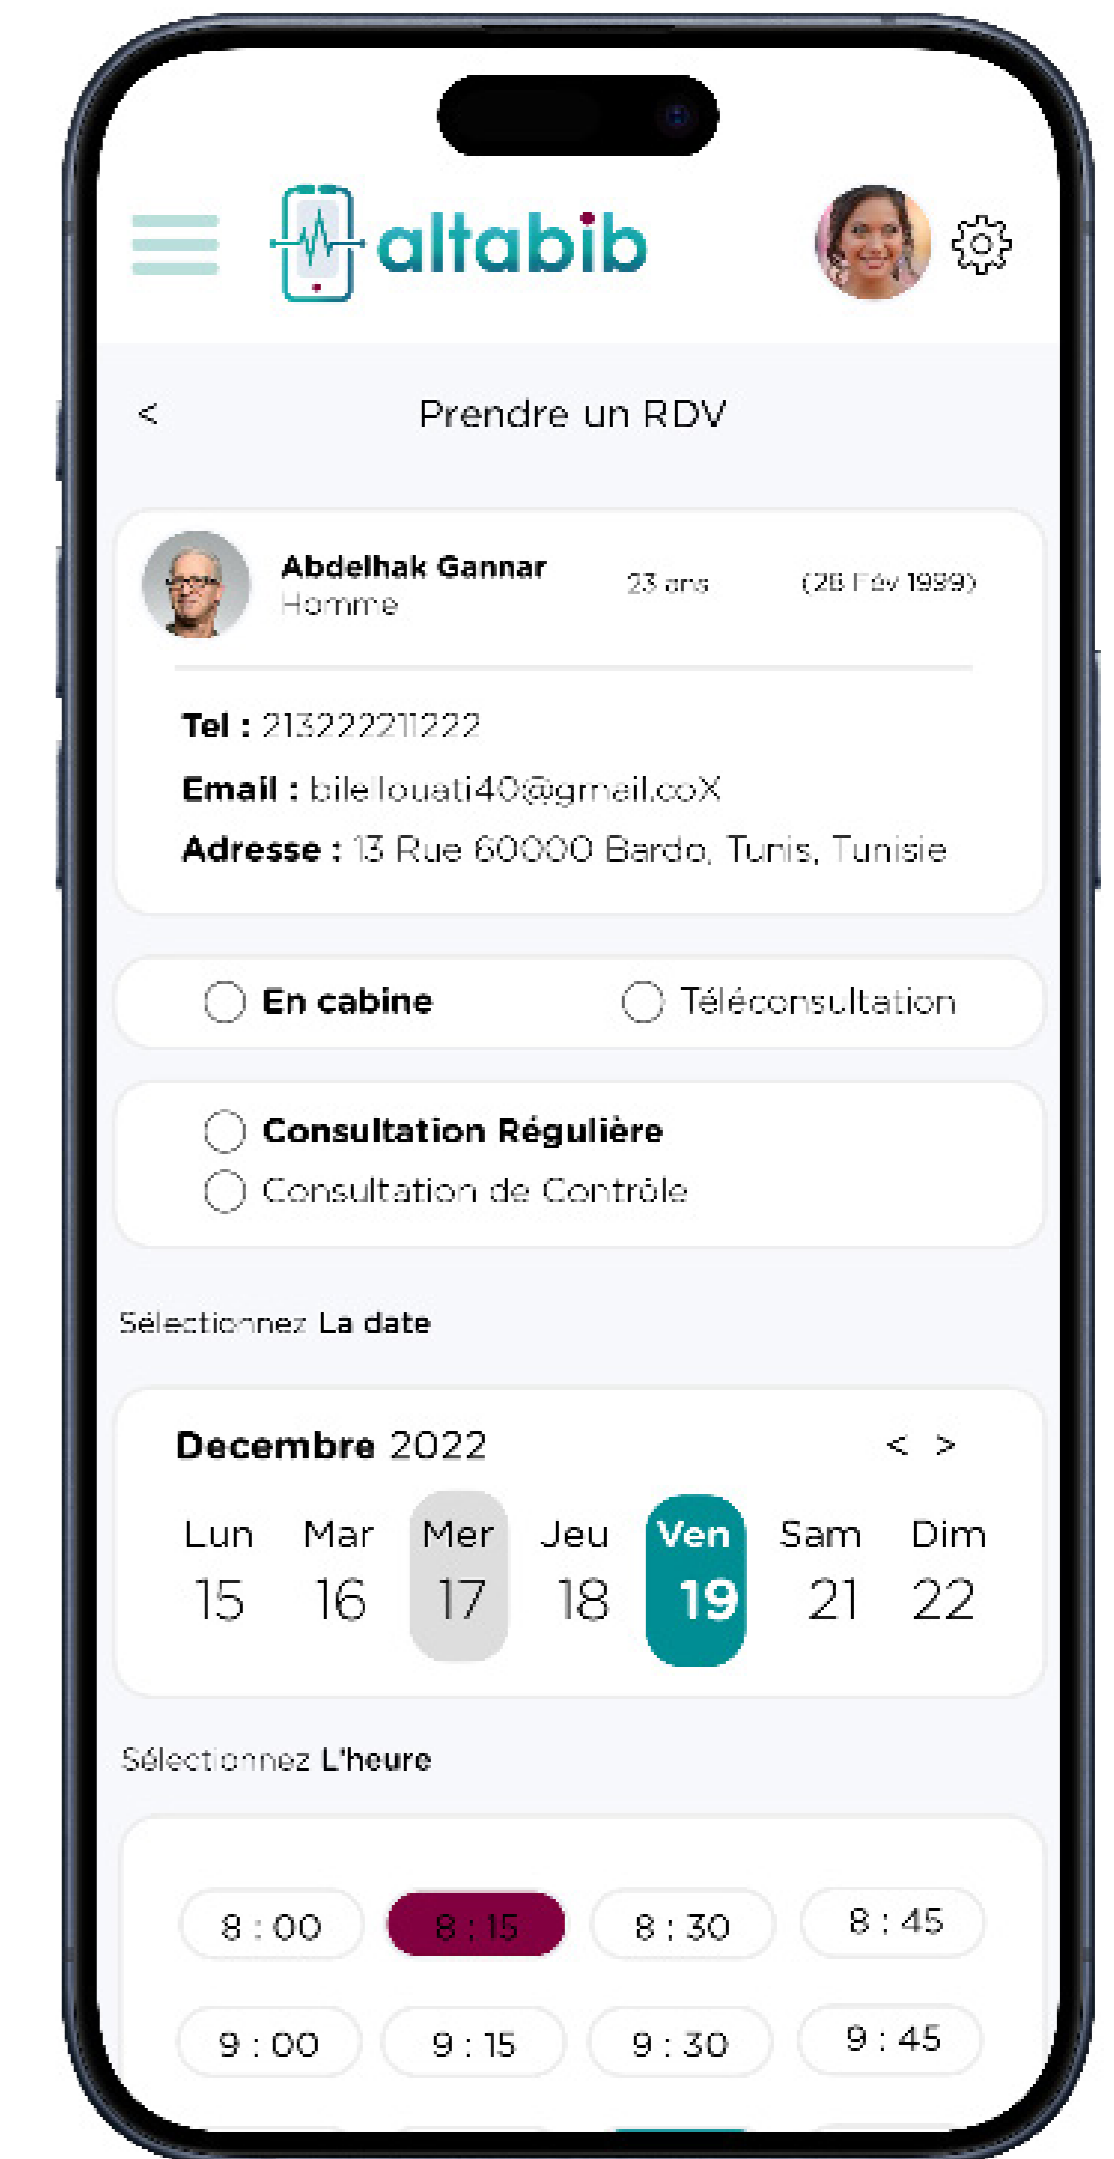 altabib
< Prendre un RDV
Abdelhak Gannar 23 ans (28 Fév 1999)
Homme
Tel : 213222211222
Email : bilellouati40@gmail.coX
Adresse : 13 Rue 60000 Bardo, Tunis, Tunisie
En cabine Téléconsultation
Consultation Régulière
Consultation de Contrôle
Sélectionnez La date
Decembre 2022 < >
Lun Mar Mer Jeu Ven Sam Dim
15 16 17 18 19 21 22
Sélectionnez L'heure
8 : 00 8 : 15 8 : 30 8 : 45
9 : 00 9 : 15 9 : 30 9 : 45